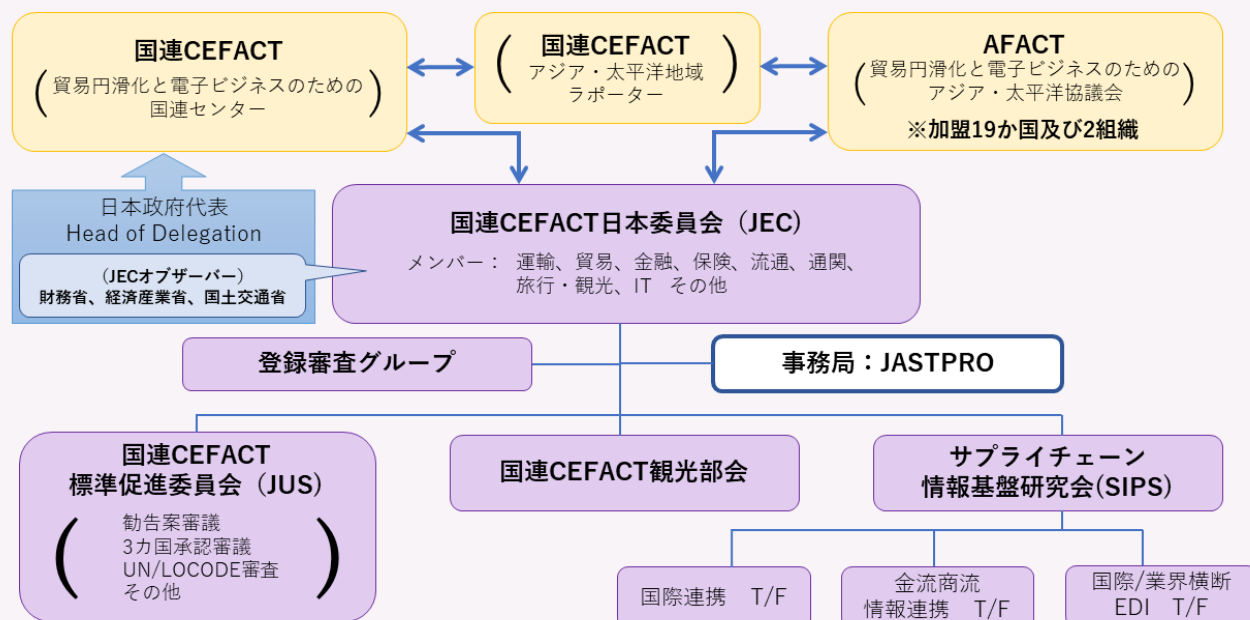 国連CEFACT
(貿易円滑化と電子ビジネスのための
国連センター)
国連CEFACT
(アジア・太平洋地域
ラポーター)
AFACT
(貿易円滑化と電子ビジネスのための
アジア・太平洋協議会)
※加盟19か国及び2組織
日本政府代表
Head of Delegation
(JECオブザーバー)
財務省、経済産業省、国土交通省
国連CEFACT日本委員会(JEC)
メンバー: 運輸、貿易、金融、保険、流通、通関、
旅行・観光、IT その他
登録審査グループ
事務局:JASTPRO
国連CEFACT
標準促進委員会(JUS)
(勧告案審議
3カ国承認審議
UN/LOCODE審査
その他)
国連CEFACT観光部会
サプライチェーン
情報基盤研究会(SIPS)
国際連携 T/F
金流商流
情報連携 T/F
国際/業界横断
EDI T/F